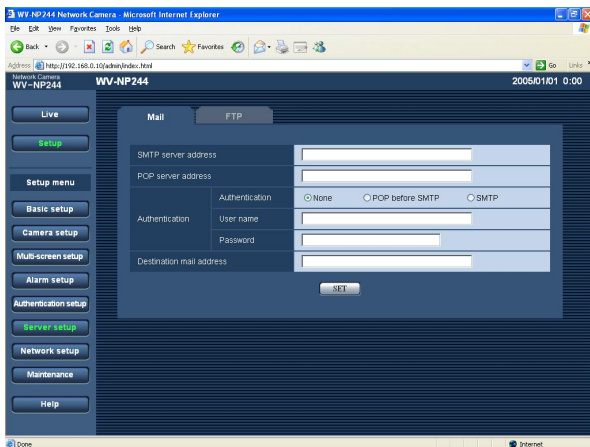 WV-NP244 Network Camera - Microsoft Internet Explorer
File Edit View Favorites Tools Help
Back Search Favorites
Address http://192.168.0.10/admin/index.html Go Links »
Network Camera
WV-NP244
WV-NP244
2005/01/01 0:00
Live
Setup
Setup menu
Basic setup
Camera setup
Multi-screen setup
Alarm setup
Authentication setup
Server setup
Network setup
Maintenance
Help
Mail FTP
SMTP server address
POP server address
Authentication
Authentication None POP before SMTP SMTP
User name
Password
Destination mail address
SET
Done Internet